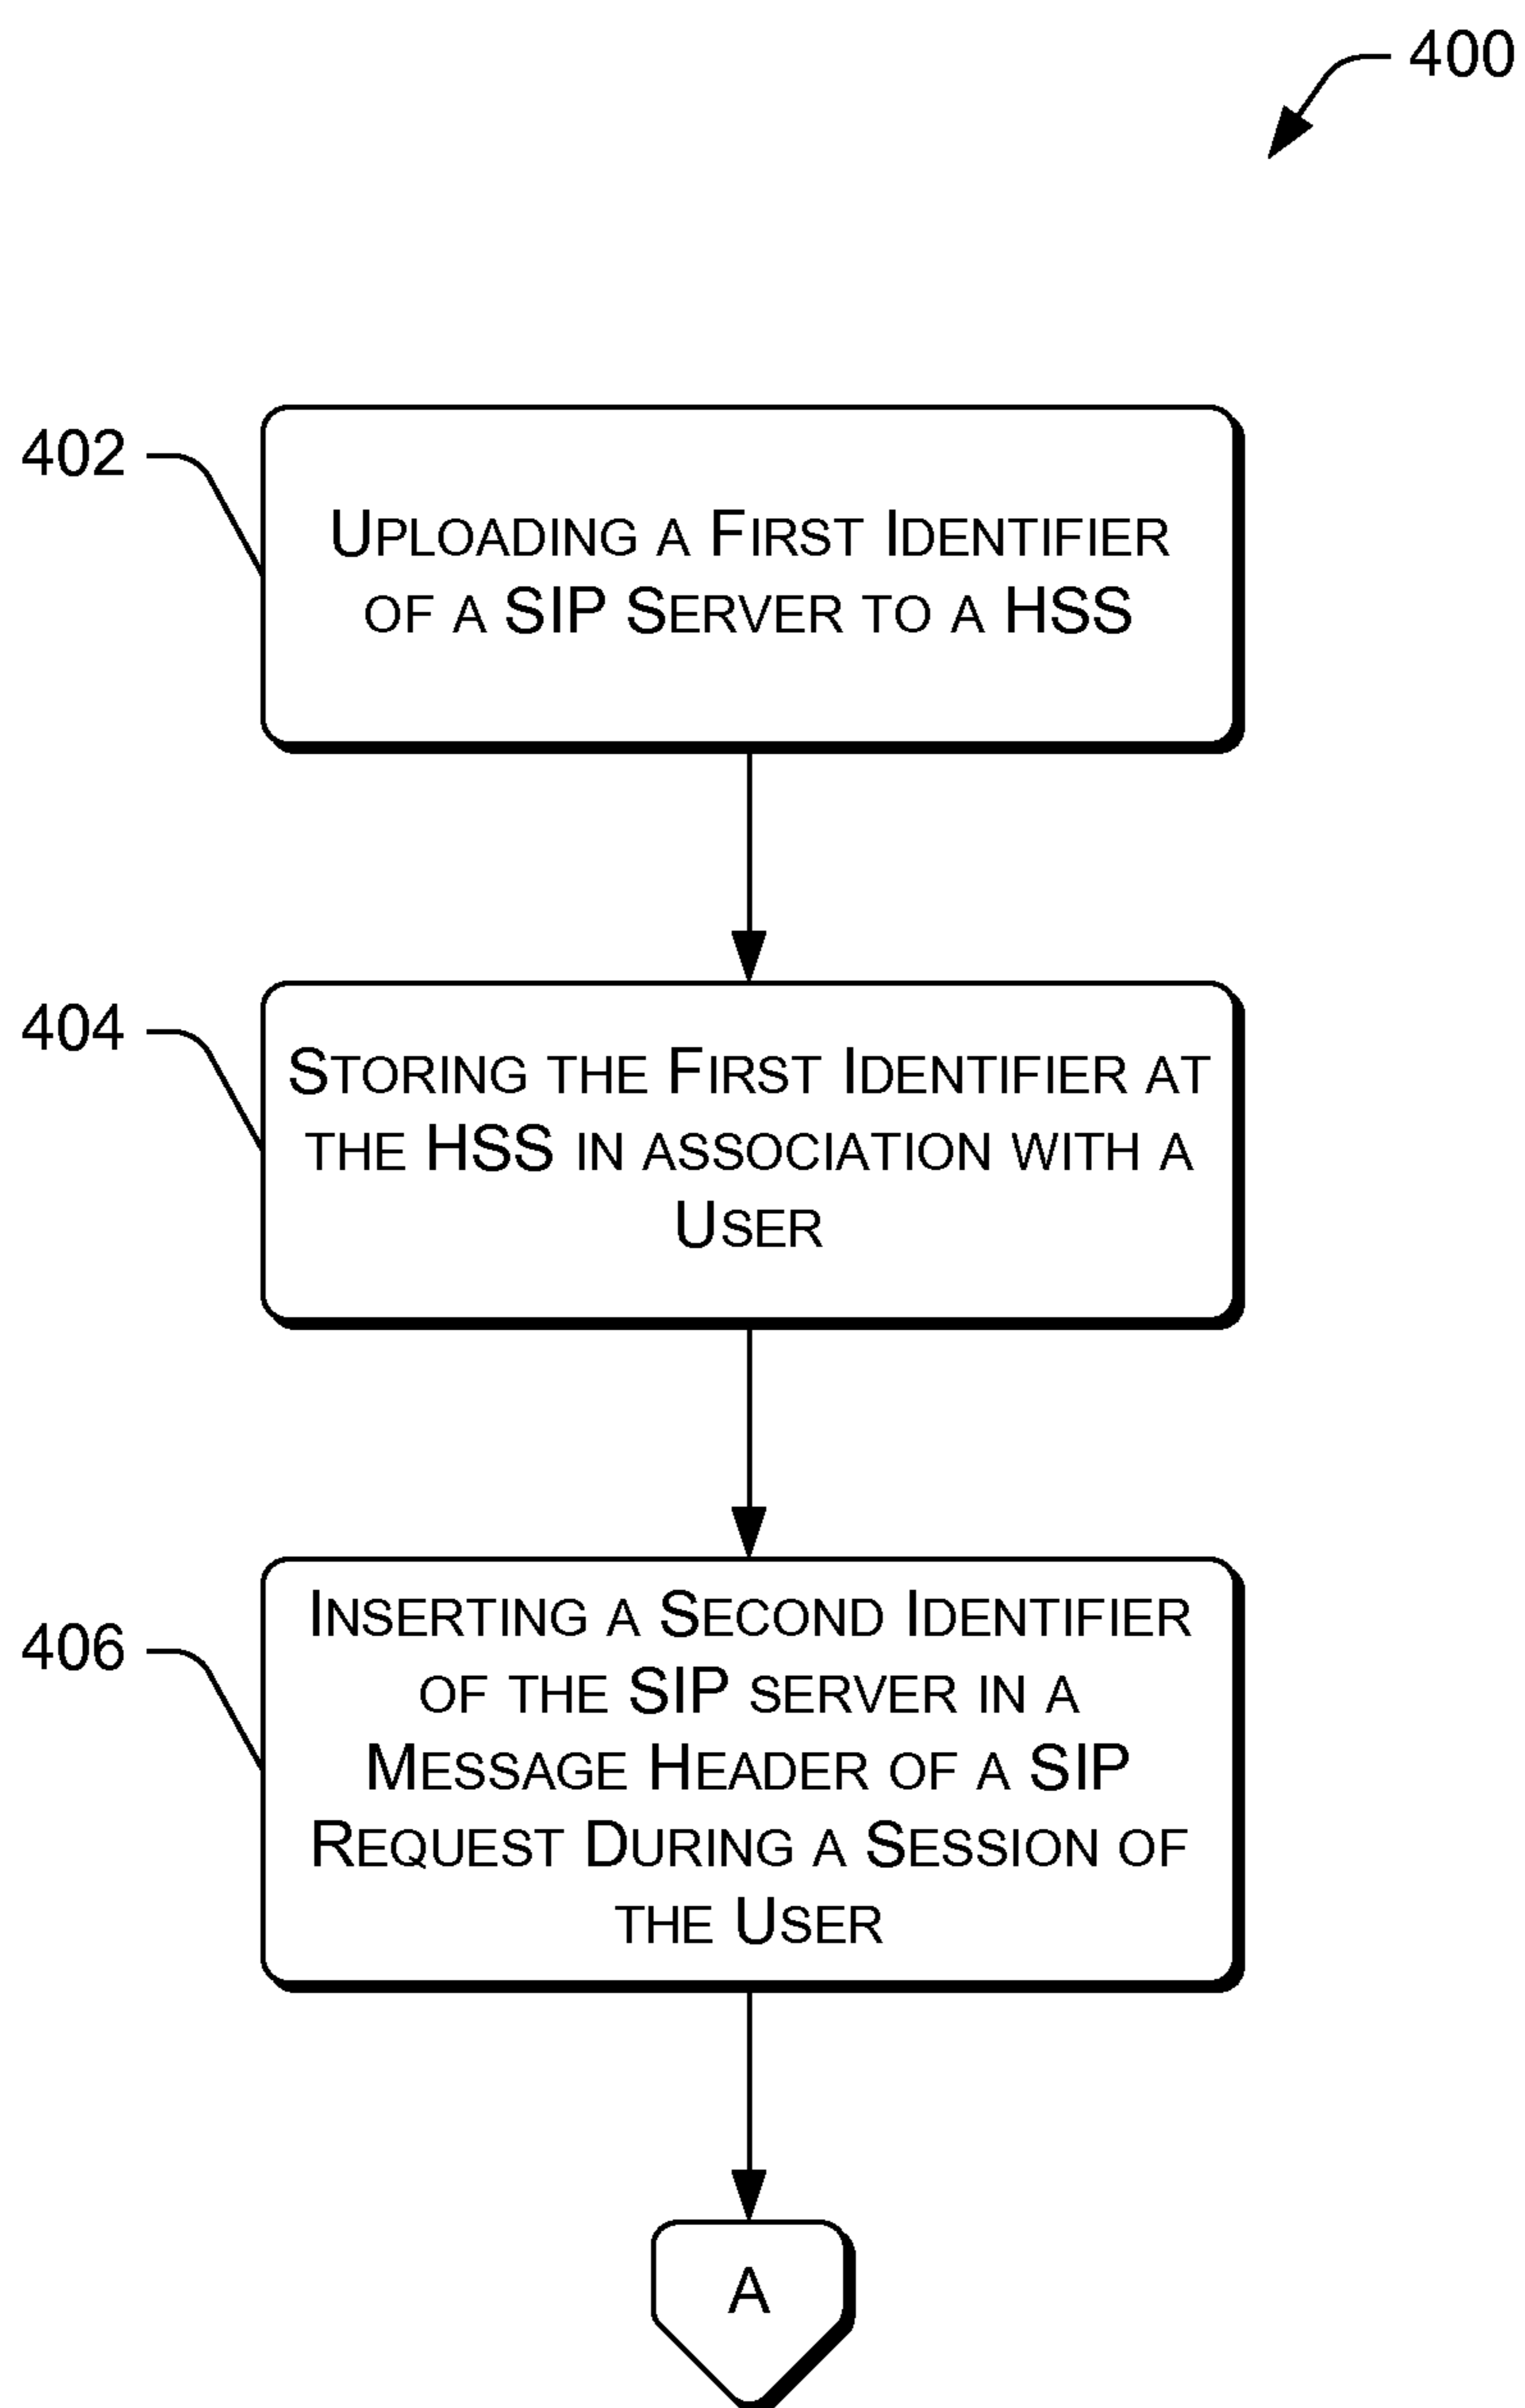 400
402
Uploading a First Identifier
of a SIP Server to a HSS
404
Storing the First Identifier at
the HSS in association with a
User
406
Inserting a Second Identifier
of the SIP server in a
Message Header of a SIP
Request During a Session of
the User
A